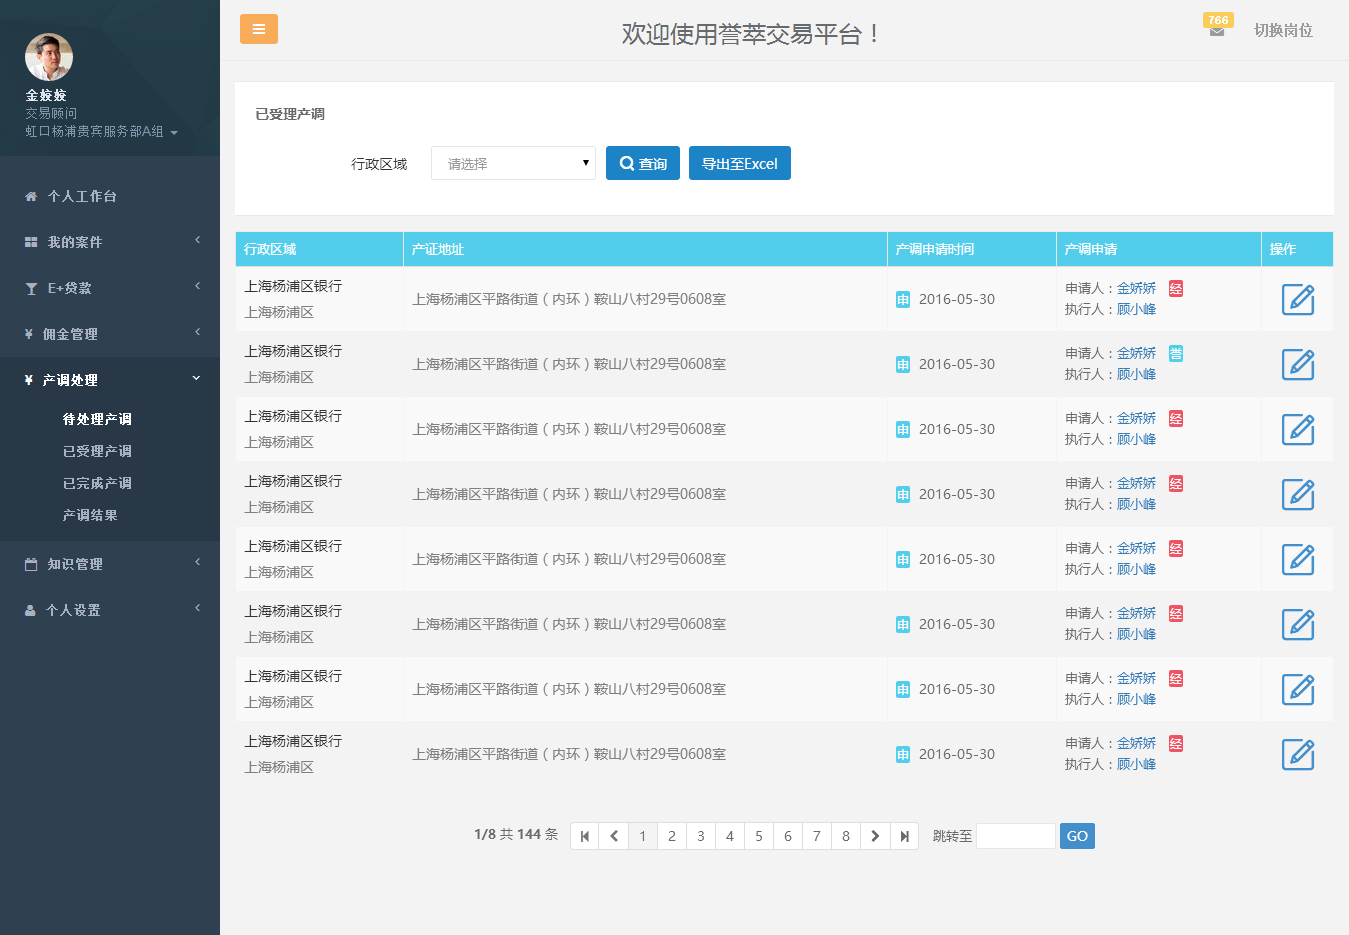 金姣姣
交易顾问
虹口杨浦贵宾服务部A组
个人工作台
我的案件
E+贷款
¥ 佣金管理
¥ 产调处理
待处理产调
已受理产调
已完成产调
产调结果
知识管理
个人设置
欢迎使用誉萃交易平台！
766
切换岗位
已受理产调
行政区域 请选择 查询 导出至Excel
行政区域 产证地址 产调申请时间 产调申请 操作
上海杨浦区银行
上海杨浦区
上海杨浦区平路街道（内环）鞍山八村29号0608室
申 2016-05-30
申请人：金娇娇 经
执行人：顾小峰
上海杨浦区银行
上海杨浦区
上海杨浦区平路街道（内环）鞍山八村29号0608室
申 2016-05-30
申请人：金娇娇 誉
执行人：顾小峰
上海杨浦区银行
上海杨浦区
上海杨浦区平路街道（内环）鞍山八村29号0608室
申 2016-05-30
申请人：金娇娇 经
执行人：顾小峰
上海杨浦区银行
上海杨浦区
上海杨浦区平路街道（内环）鞍山八村29号0608室
申 2016-05-30
申请人：金娇娇 经
执行人：顾小峰
上海杨浦区银行
上海杨浦区
上海杨浦区平路街道（内环）鞍山八村29号0608室
申 2016-05-30
申请人：金娇娇 经
执行人：顾小峰
上海杨浦区银行
上海杨浦区
上海杨浦区平路街道（内环）鞍山八村29号0608室
申 2016-05-30
申请人：金娇娇 经
执行人：顾小峰
上海杨浦区银行
上海杨浦区
上海杨浦区平路街道（内环）鞍山八村29号0608室
申 2016-05-30
申请人：金娇娇 经
执行人：顾小峰
上海杨浦区银行
上海杨浦区
上海杨浦区平路街道（内环）鞍山八村29号0608室
申 2016-05-30
申请人：金娇娇 经
执行人：顾小峰
1/8 共 144 条 1 2 3 4 5 6 7 8 跳转至 GO